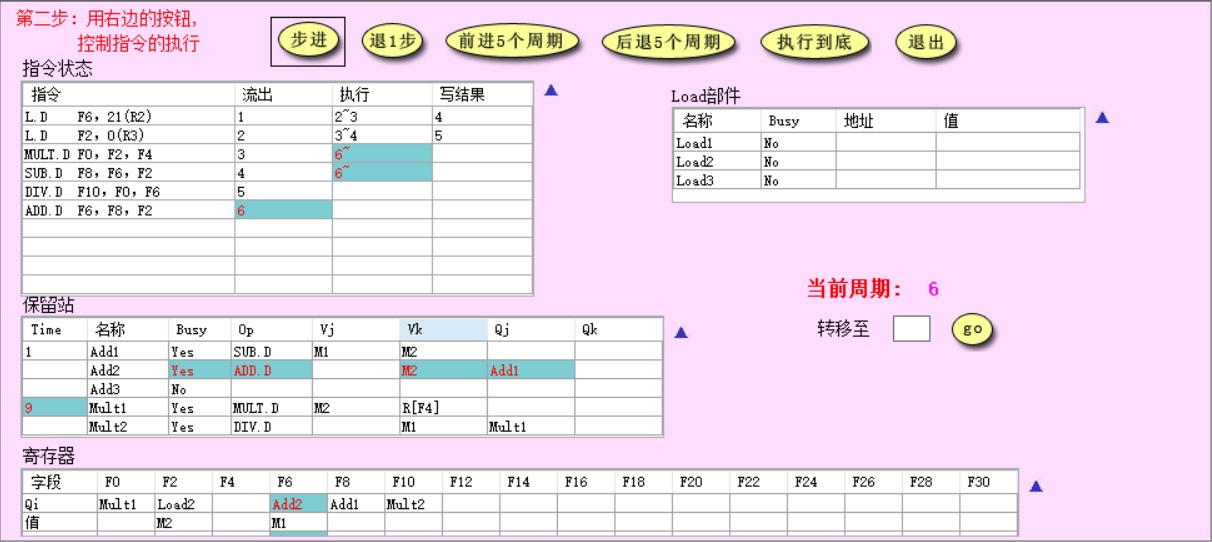 第二步：用右边的按钮，
控制指令的执行
步进 退1步 前进5个周期 后退5个周期 执行到底 退出
指令状态
指令 流出 执行 写结果
L.D F6，21(R2) 1 2~3 4
L.D F2，0(R3) 2 3~4 5
MULT.D F0，F2，F4 3 6~
SUB.D F8，F6，F2 4 6~
DIV.D F10，F0，F6 5
ADD.D F6，F8，F2 6
Load部件
名称 Busy 地址 值
Load1 No
Load2 No
Load3 No
当前周期： 6
转移至 go
保留站
Time 名称 Busy Op Vj Vk Qj Qk
1 Add1 Yes SUB.D M1 M2
Add2 Yes ADD.D M2 Add1
Add3 No
9 Mult1 Yes MULT.D M2 R[F4]
Mult2 Yes DIV.D M1 Mult1
寄存器
字段 F0 F2 F4 F6 F8 F10 F12 F14 F16 F18 F20 F22 F24 F26 F28 F30
Qi Mult1 Load2 Add2 Add1 Mult2
值 M2 M1